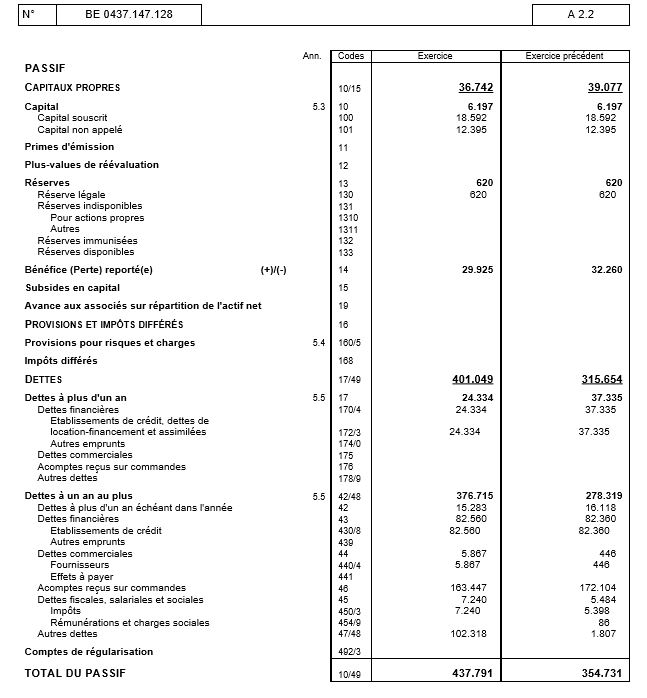 N° BE 0437.147.128 A 2.2
Ann. Codes Exercice Exercice précédent
PASSIF
CAPITAUX PROPRES 10/15 36.742 39.077
Capital 5.3 10 6.197 6.197
Capital souscrit 100 18.592 18.592
Capital non appelé 101 12.395 12.395
Primes d'émission 11
Plus-values de réévaluation 12
Réserves 13 620 620
Réserve légale 130 620 620
Réserves indisponibles 131
Pour actions propres 1310
Autres 1311
Réserves immunisées 132
Réserves disponibles 133
Bénéfice (Perte) reporté(e) (+)/(-) 14 29.925 32.260
Subsides en capital 15
Avance aux associés sur répartition de l'actif net 19
PROVISIONS ET IMPÔTS DIFFÉRÉS 16
Provisions pour risques et charges 5.4 160/5
Impôts différés 168
DETTES 17/49 401.049 315.654
Dettes à plus d'un an 5.5 17 24.334 37.335
Dettes financières 170/4 24.334 37.335
Etablissements de crédit, dettes de
location-financement et assimilées 172/3 24.334 37.335
Autres emprunts 174/0
Dettes commerciales 175
Acomptes reçus sur commandes 176
Autres dettes 178/9
Dettes à un an au plus 5.5 42/48 376.715 278.319
Dettes à plus d'un an échéant dans l'année 42 15.283 16.118
Dettes financières 43 82.560 82.360
Etablissements de crédit 430/8 82.560 82.360
Autres emprunts 439
Dettes commerciales 44 5.867 446
Fournisseurs 440/4 5.867 446
Effets à payer 441
Acomptes reçus sur commandes 46 163.447 172.104
Dettes fiscales, salariales et sociales 45 7.240 5.484
Impôts 450/3 7.240 5.398
Rémunérations et charges sociales 454/9 86
Autres dettes 47/48 102.318 1.807
Comptes de régularisation 492/3
TOTAL DU PASSIF 10/49 437.791 354.731